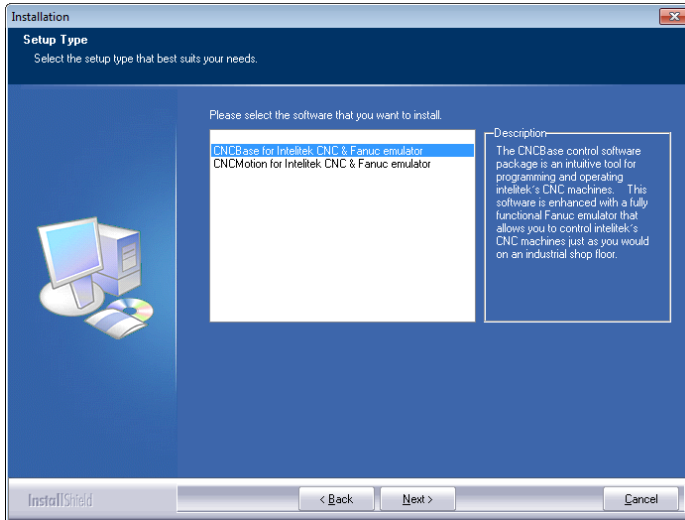 Installation
Setup Type
Select the setup type that best suits your needs.
Please select the software that you want to install.
CNCBase for Intelitek CNC & Fanuc emulator
CNCMotion for Intelitek CNC & Fanuc emulator
Description
The CNCBase control software
package is an intuitive tool for
programming and operating
intelitek´s CNC machines. This
software is enhanced with a fully
functional Fanuc emulator that
allows you to control intelitek´s
CNC machines just as you would
on an industrial shop floor.
InstallShield
< Back
Next >
Cancel